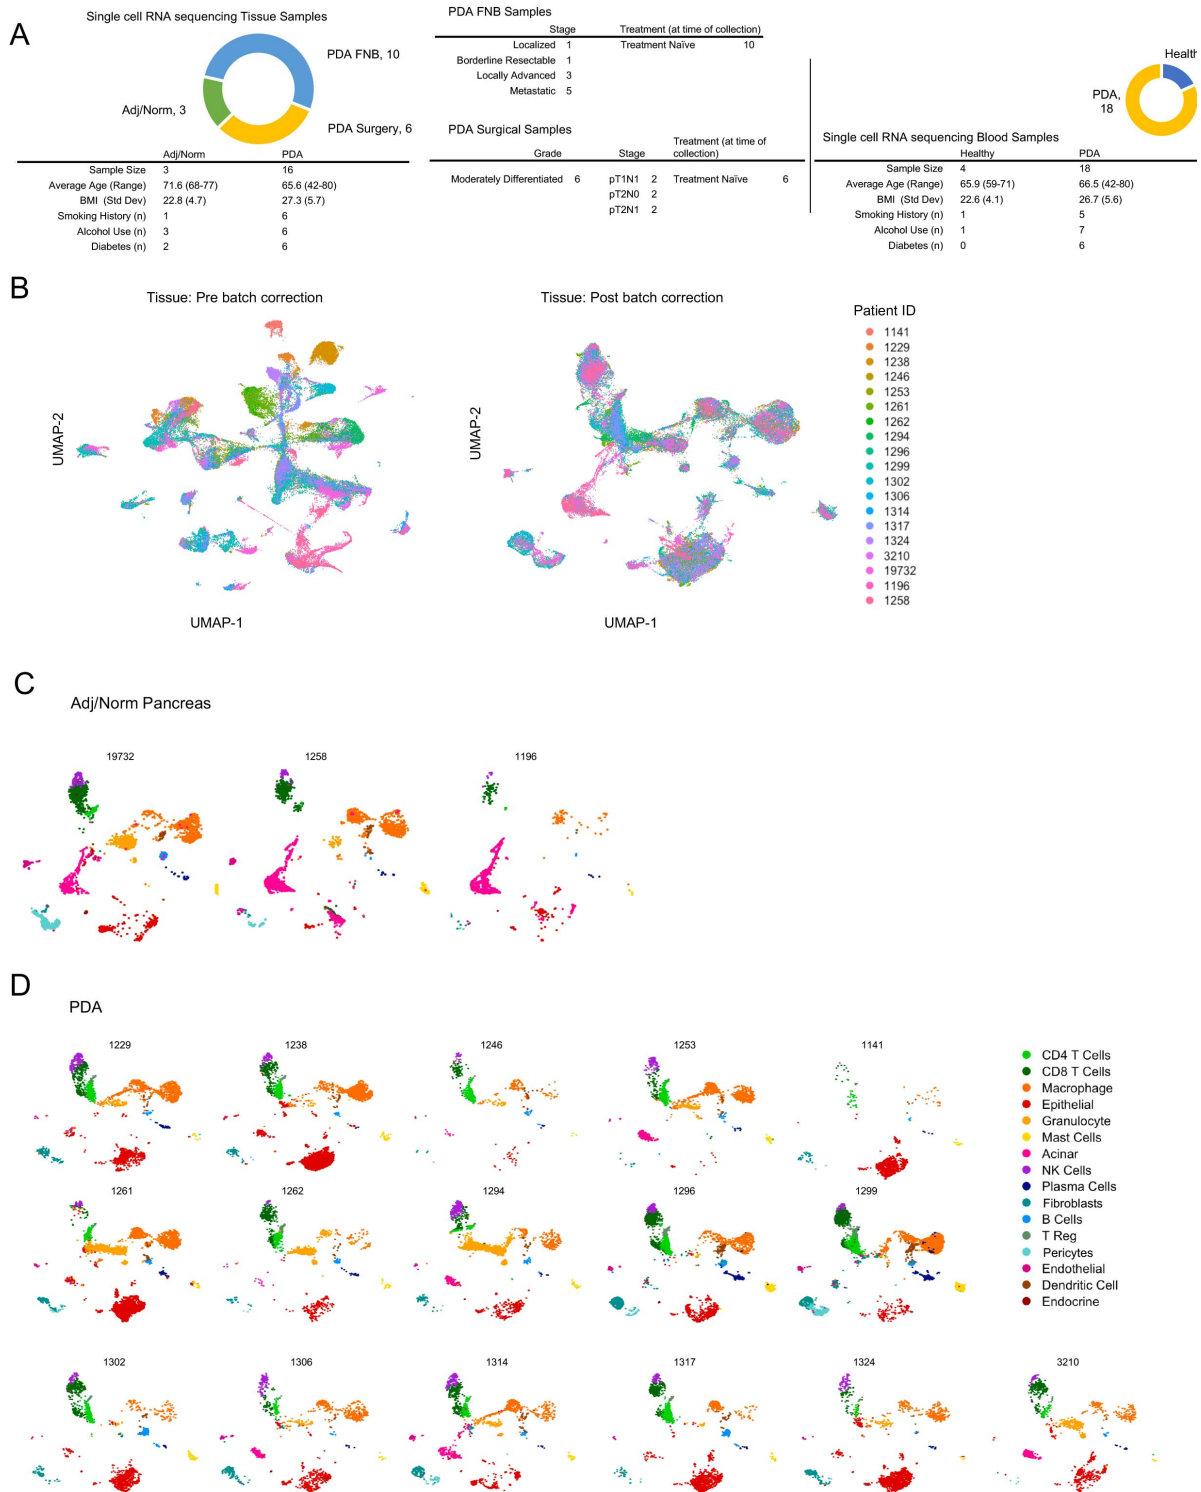 A
Single cell RNA sequencing Tissue Samples
PDA FNB, 10
Adj/Norm, 3
PDA Surgery, 6
Adj/Norm PDA
Sample Size 3 16
Average Age (Range) 71.6 (68-77) 65.6 (42-80)
BMI (Std Dev) 22.8 (4.7) 27.3 (5.7)
Smoking History (n) 1 6
Alcohol Use (n) 3 6
Diabetes (n) 2 6
PDA FNB Samples
Stage Treatment (at time of collection)
Localized 1 Treatment Naïve 10
Borderline Resectable 1
Locally Advanced 3
Metastatic 5
PDA Surgical Samples
Grade Stage Treatment (at time of collection)
Moderately Differentiated 6 pT1N1 2 Treatment Naïve 6
pT2N0 2
pT2N1 2
Health
PDA, 18
Single cell RNA sequencing Blood Samples
Healthy PDA
Sample Size 4 18
Average Age (Range) 65.9 (59-71) 66.5 (42-80)
BMI (Std Dev) 22.6 (4.1) 26.7 (5.6)
Smoking History (n) 1 5
Alcohol Use (n) 1 7
Diabetes (n) 0 6
B
Tissue: Pre batch correction
UMAP-2
UMAP-1
Tissue: Post batch correction
UMAP-2
UMAP-1
Patient ID
1141
1229
1238
1246
1253
1261
1262
1294
1296
1299
1302
1306
1314
1317
1324
3210
19732
1196
1258
C
Adj/Norm Pancreas
19732 1258 1196
D
PDA
1229 1238 1246 1253 1141
1261 1262 1294 1296 1299
1302 1306 1314 1317 1324 3210
CD4 T Cells
CD8 T Cells
Macrophage
Epithelial
Granulocyte
Mast Cells
Acinar
NK Cells
Plasma Cells
Fibroblasts
B Cells
T Reg
Pericytes
Endothelial
Dendritic Cell
Endocrine